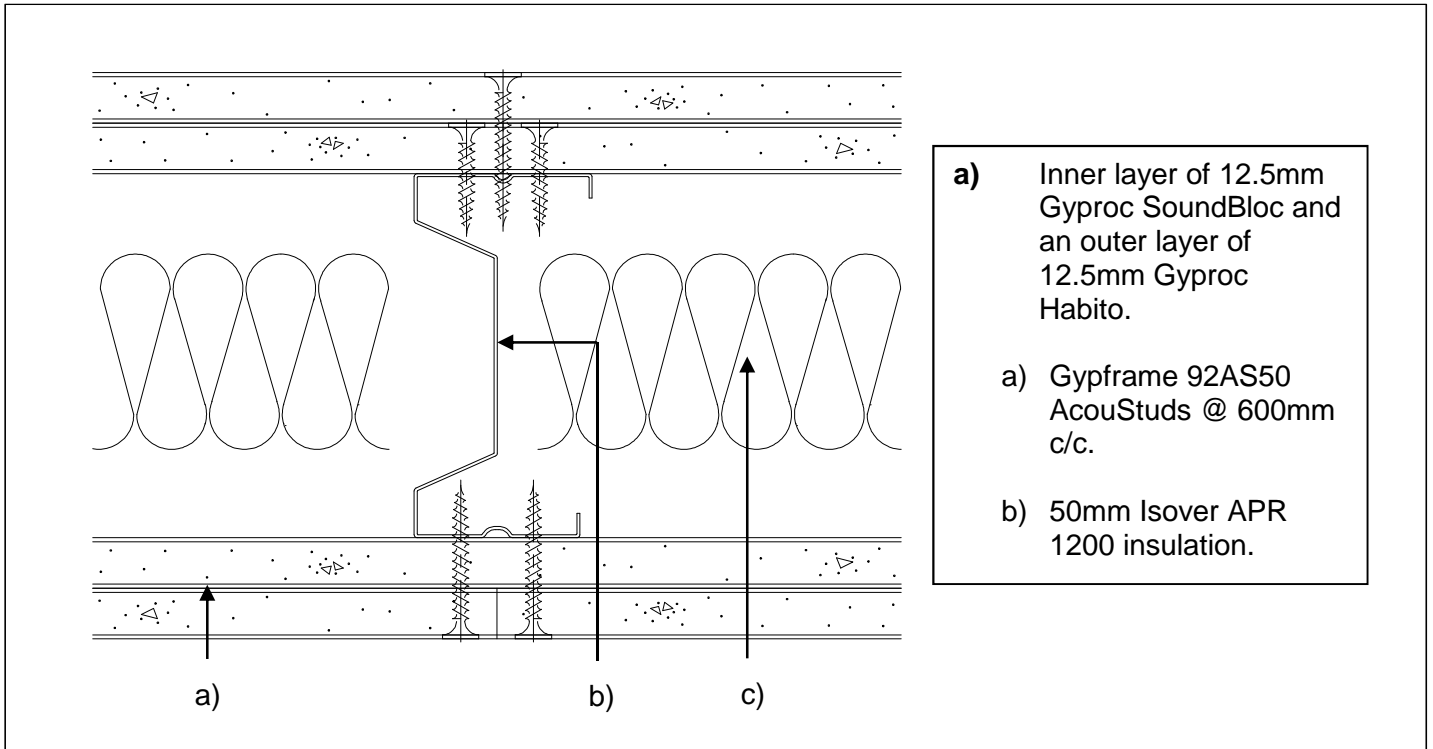 a) Inner layer of 12.5mm
Gyproc SoundBloc and
an outer layer of
12.5mm Gyproc
Habito.
a) Gypframe 92AS50
AcouStuds @ 600mm
c/c.
b) 50mm Isover APR
1200 insulation.
a)
b)
c)